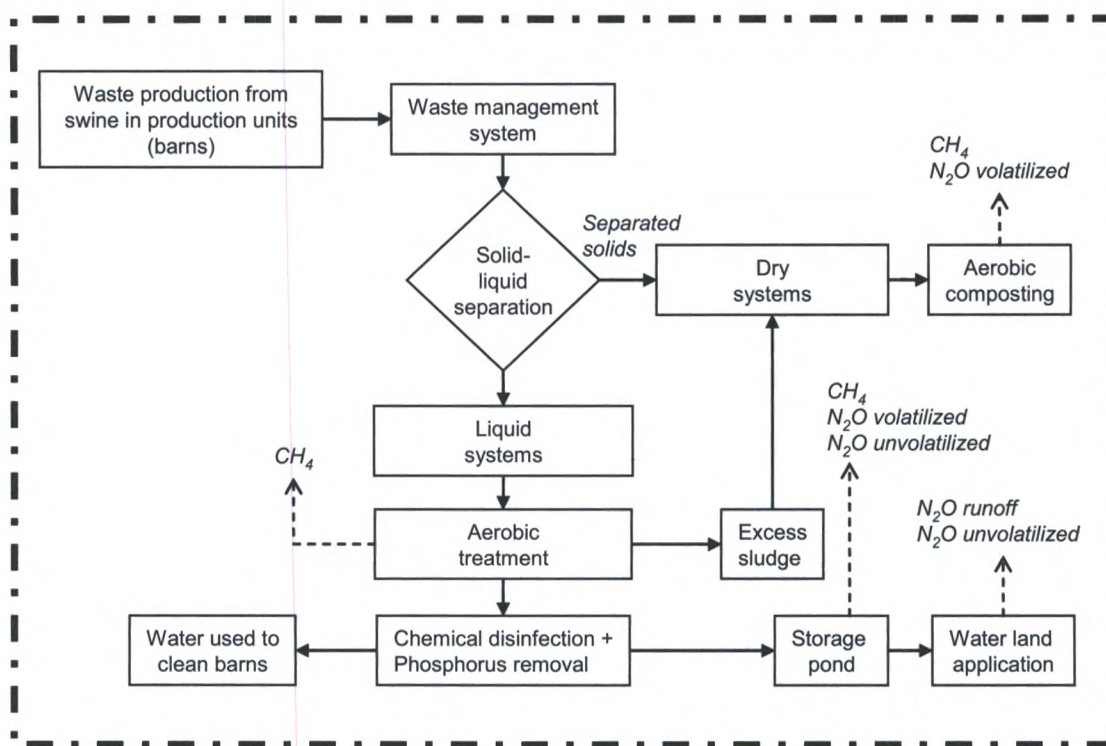 Waste production from
swine in production units
(barns)
Waste management
system
CH₄
N₂O volatilized
Separated
solids
Solid-
liquid
separation
Dry
systems
Aerobic
composting
Liquid
systems
CH₄
N₂O volatilized
N₂O unvolatilized
CH₄
N₂O runoff
N₂O unvolatilized
Aerobic
treatment
Excess
sludge
Water used to
clean barns
Chemical disinfection +
Phosphorus removal
Storage
pond
Water land
application